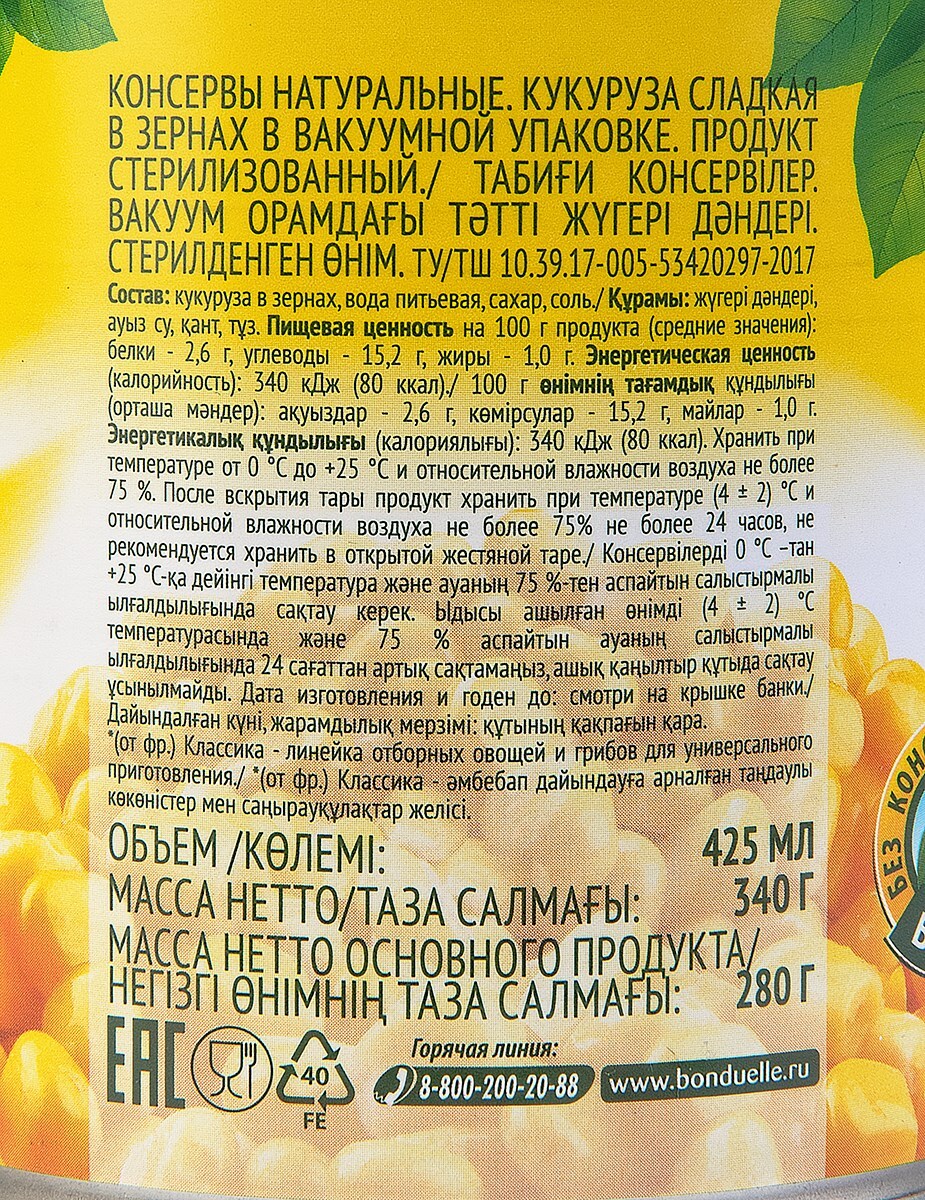 КОНСЕРВЫ НАТУРАЛЬНЫЕ. КУКУРУЗА СЛАДКАЯ
В ЗЕРНАХ В ВАКУУМНОЙ УПАКОВКЕ. ПРОДУКТ
СТЕРИЛИЗОВАННЫЙ./ ТАБИҒИ КОНСЕРВІЛЕР.
ВАКУУМ ОРАМДАҒЫ ТӘТТІ ЖҮГЕРІ ДӘНДЕРІ.
СТЕРИЛДЕНГЕН ӨНІМ. ТУ/ТШ 10.39.17-005-53420297-2017
Состав: кукуруза в зернах, вода питьевая, сахар, соль./ Құрамы: жүгері дәндері,
ауыз су, қант, тұз. Пищевая ценность на 100 г продукта (средние значения):
белки - 2,6 г, углеводы - 15,2 г, жиры - 1,0 г. Энергетическая ценность
(калорийность): 340 кДж (80 ккал)./ 100 г өнімнің тағамдық құндылығы
(орташа мәндер): ақуыздар - 2,6 г, көмірсулар - 15,2 г, майлар - 1,0 г.
Энергетикалық құндылығы (калориялығы): 340 кДж (80 ккал). Хранить при
температуре от 0 °С до +25 °С и относительной влажности воздуха не более
75 %. После вскрытия тары продукт хранить при температуре (4 ± 2) °С и
относительной влажности воздуха не более 75% не более 24 часов, не
рекомендуется хранить в открытой жестяной таре./ Консервілерді 0 °С –тан
+25 °С-қа дейінгі температура және ауаның 75 %-тен аспайтын салыстырмалы
ылғалдылығында сақтау керек. Ыдысы ашылған өнімді (4 ± 2) °С
температурасында және 75 % аспайтын ауаның салыстырмалы
ылғалдылығында 24 сағаттан артық сақтамаңыз, ашық қаңылтыр құтыда сақтау
ұсынылмайды. Дата изготовления и годен до: смотри на крышке банки./
Дайындалған күні, жарамдылық мерзімі: құтының қақпағын қара.
*(от фр.) Классика - линейка отборных овощей и грибов для универсального
приготовления./ *(от фр.) Классика - әмбебап дайындауға арналған таңдаулы
көкөністер мен саңырауқұлақтар желісі.
ОБЪЕМ /КӨЛЕМІ: 425 МЛ
МАССА НЕТТО/ТАЗА САЛМАҒЫ: 340 Г
МАССА НЕТТО ОСНОВНОГО ПРОДУКТА/
НЕГІЗГІ ӨНІМНІҢ ТАЗА САЛМАҒЫ: 280 Г
ЕАС
40
FE
Горячая линия:
8-800-200-20-88
www.bonduelle.ru
БЕЗ КОН